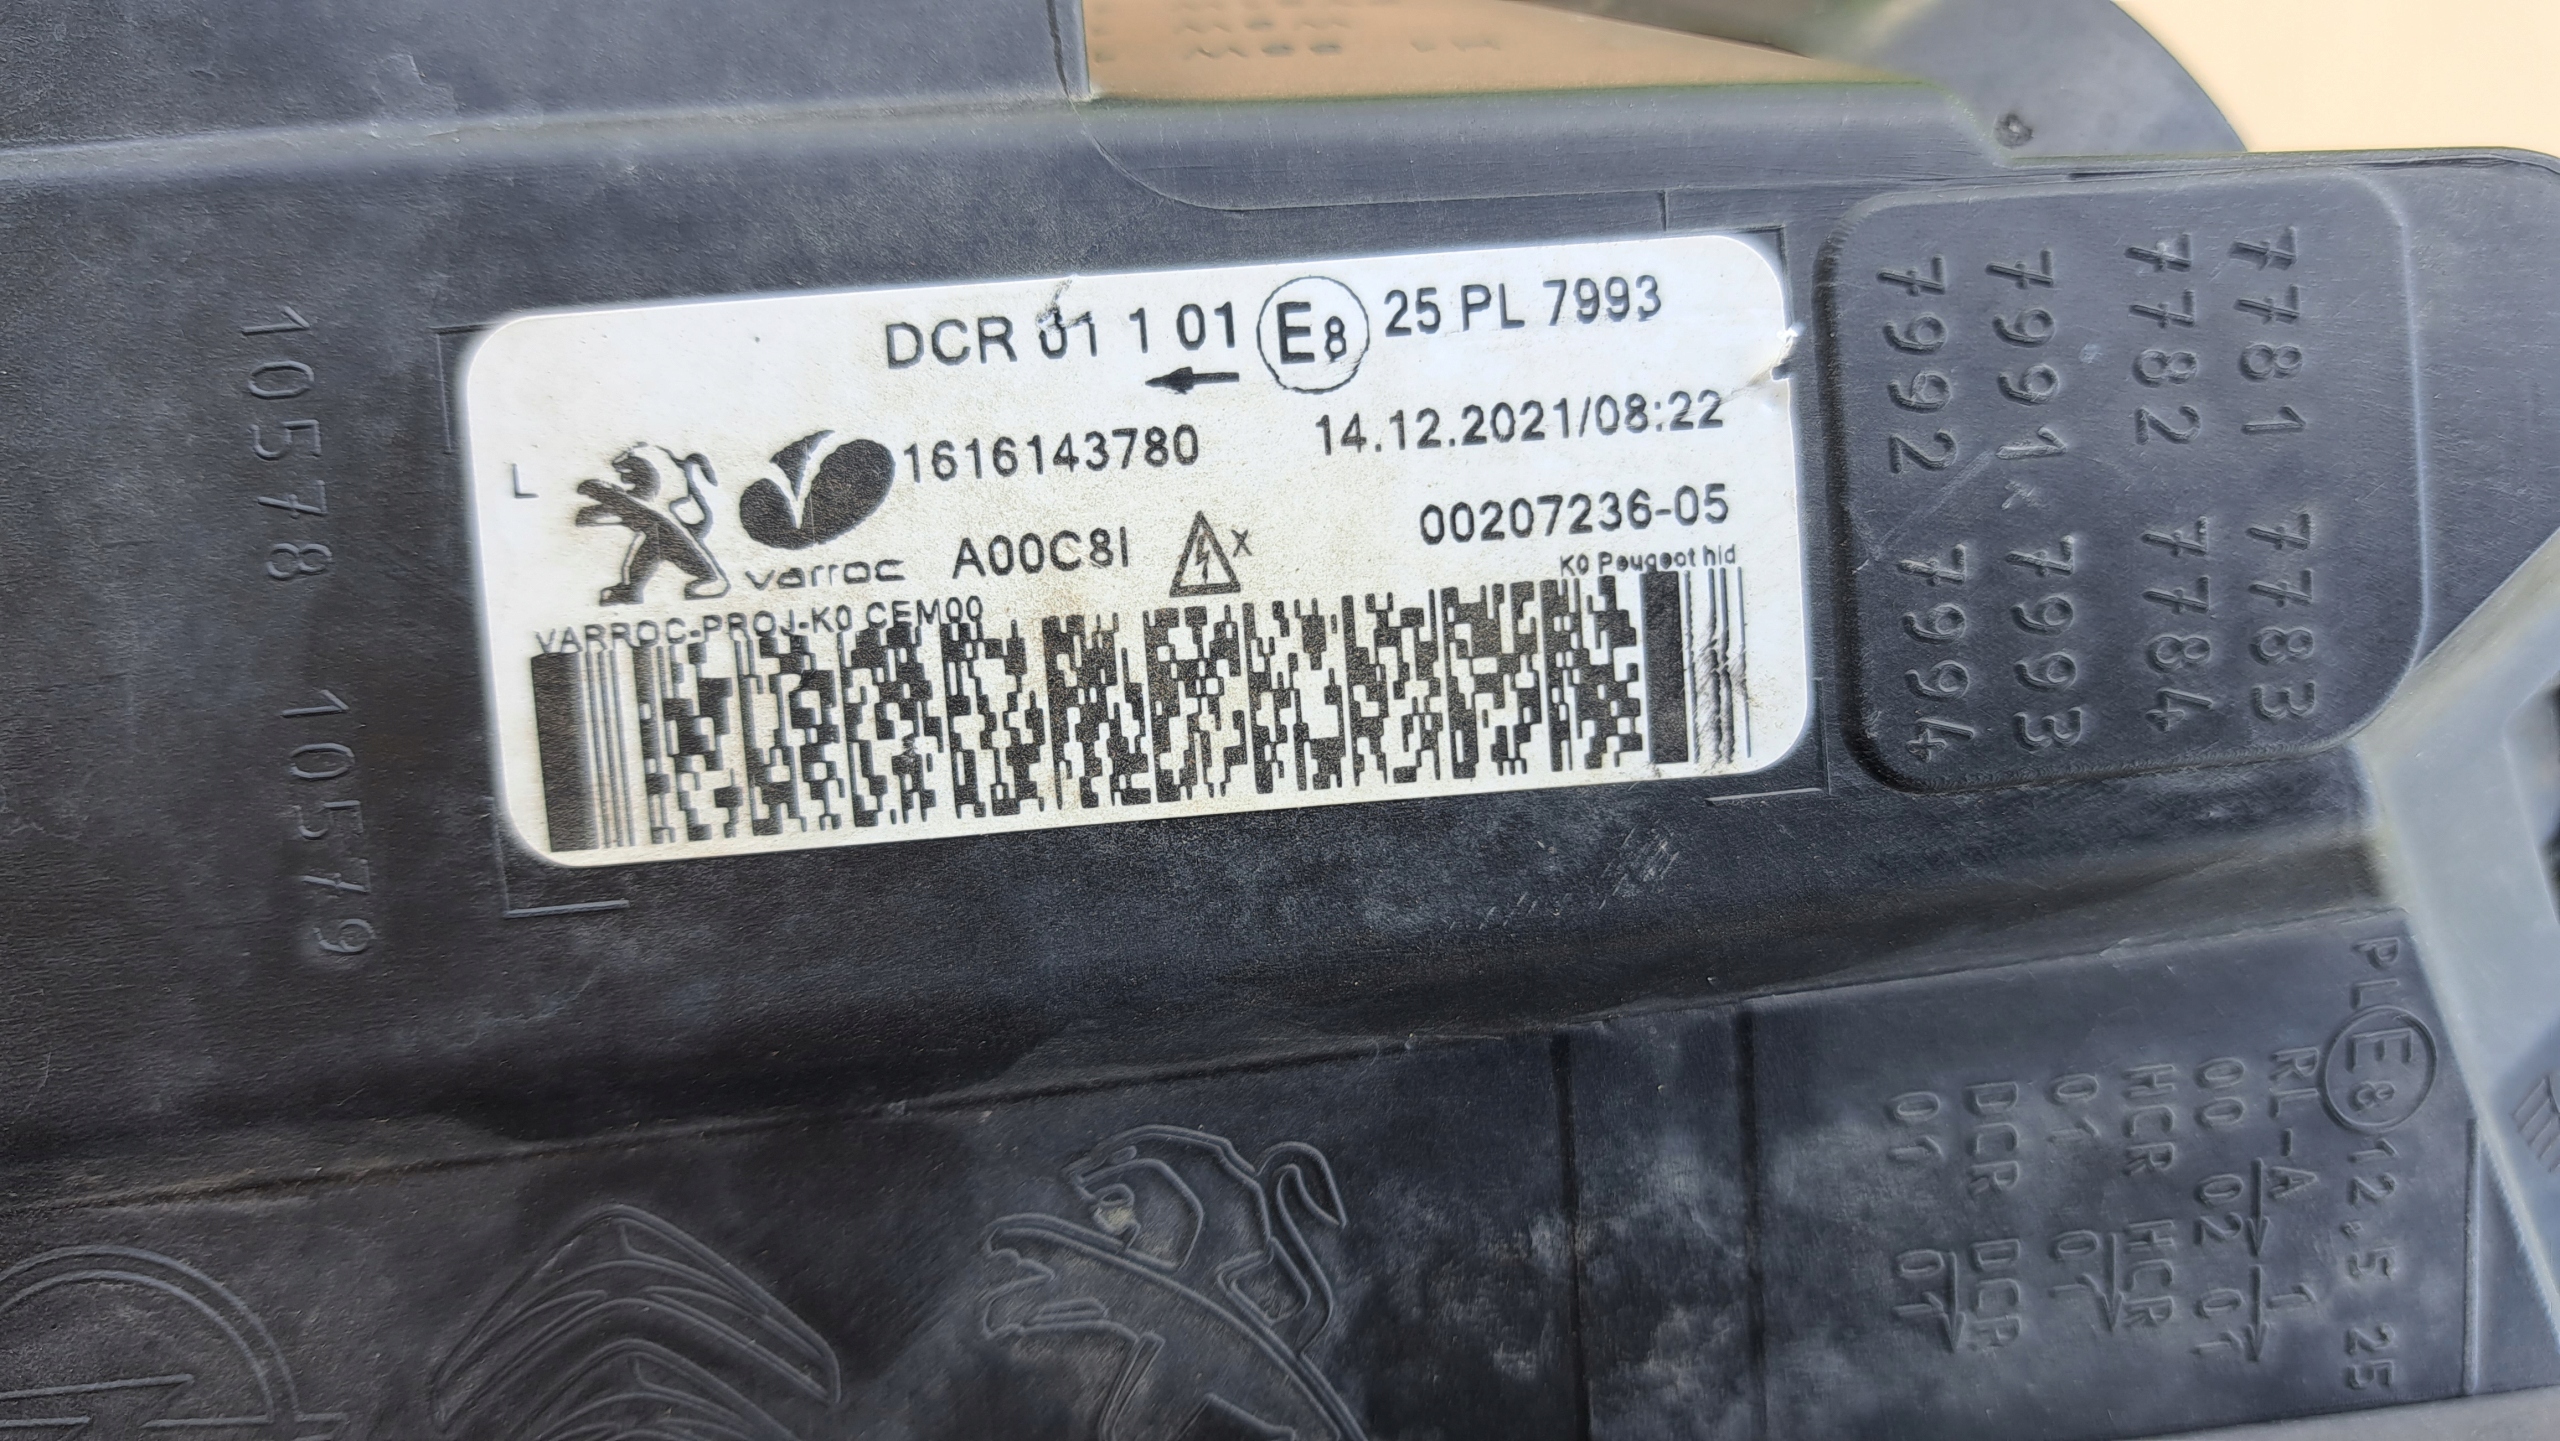 DCR 01 1 01 E8 25 PL 7993
1616143780 14.12.2021/08:22
L
varroc A00C8I X 00207236-05
K0 Peugeot hld
VARROC-PROJ-K0 CEM00
10578 10579
7781 7783
7782 7784
7991 7993
7992 7994
PL E8 12,5 25
RL-A 1
00 02 01
HCR HCR
01 01
DCR DCR
01 01